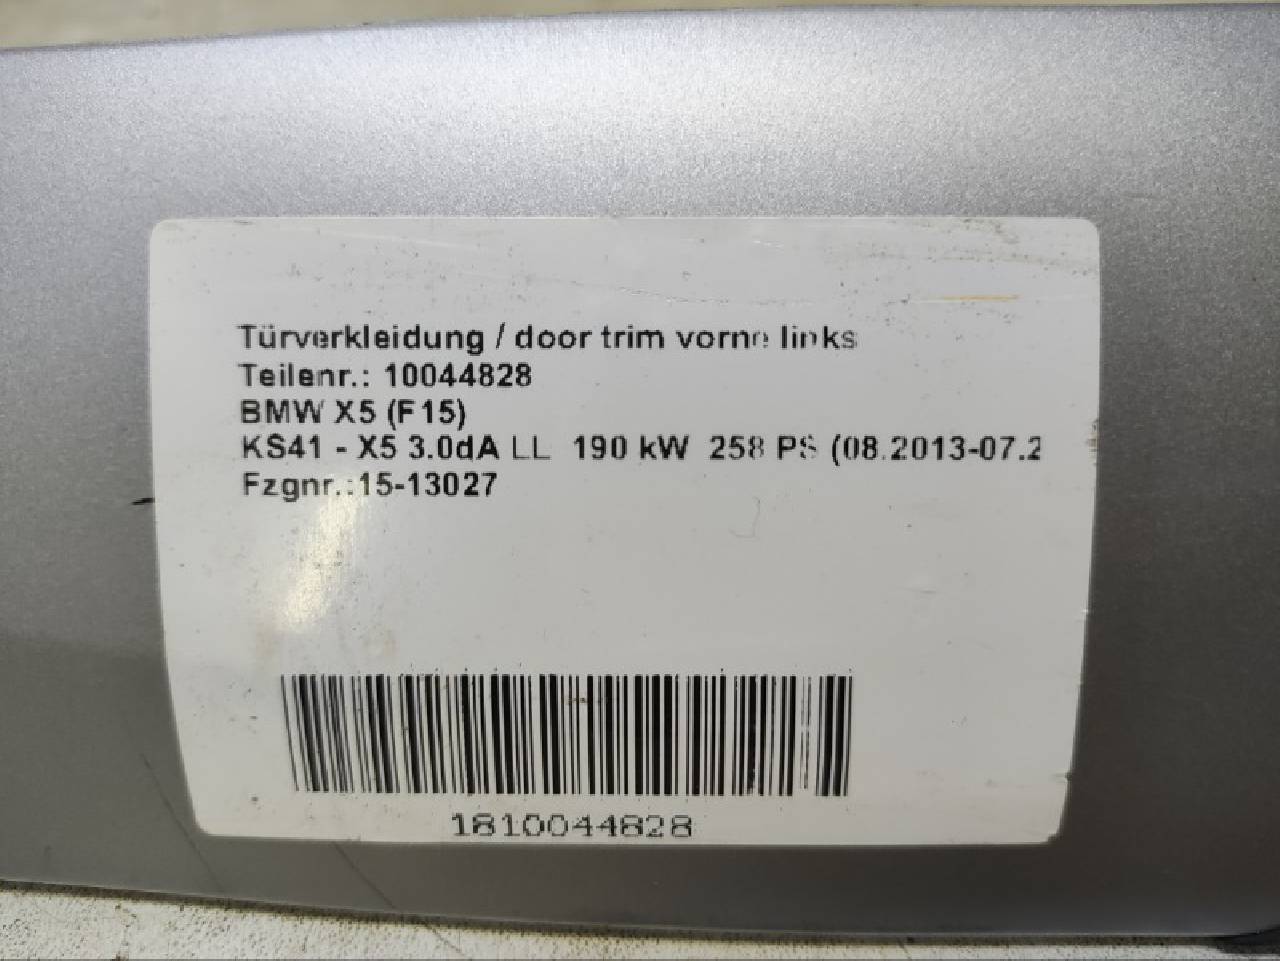 Türverkleidung / door trim vorne links
Teilenr.: 10044828
BMW X5 (F15)
KS41 - X5 3.0dA LL 190 kW 258 PS (08.2013-07.2
Fzgnr.:15-13027
1810044828